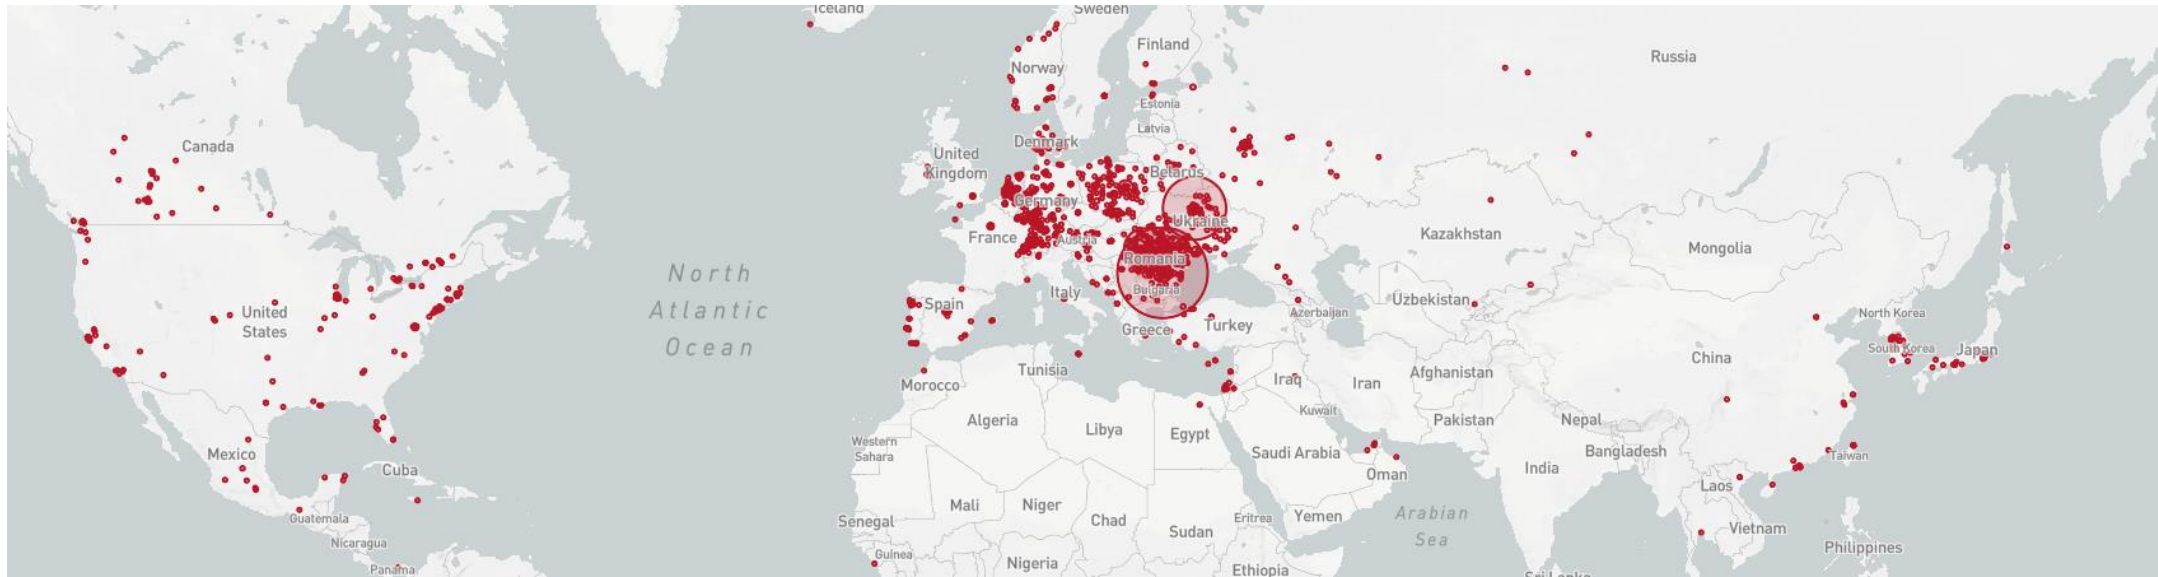 Iceland
Sweden
Finland
Russia
Norway
Estonia
Latvia
Denmark
Canada
United
Kingdom
Belarus
Germany
Ukraine
France
Austria
Kazakhstan
Mongolia
Romania
North
Atlantic
Ocean
Italy
Bulgaria
Spain
Uzbekistan
United
States
Azerbaijan
North Korea
Greece
Turkey
South Korea
Japan
China
Tunisia
Morocco
Iraq
Iran
Afghanistan
Kuwait
Algeria
Libya
Egypt
Pakistan
Nepal
Western
Sahara
Mexico
Saudi Arabia
Bangladesh
Taiwan
Cuba
India
Oman
Laos
Mali
Niger
Chad
Guatemala
Senegal
Sudan
Eritrea
Yemen
Arabian
Sea
Vietnam
Nicaragua
Guinea
Philippines
Nigeria
Panama
Ethiopia
Sri Lanka